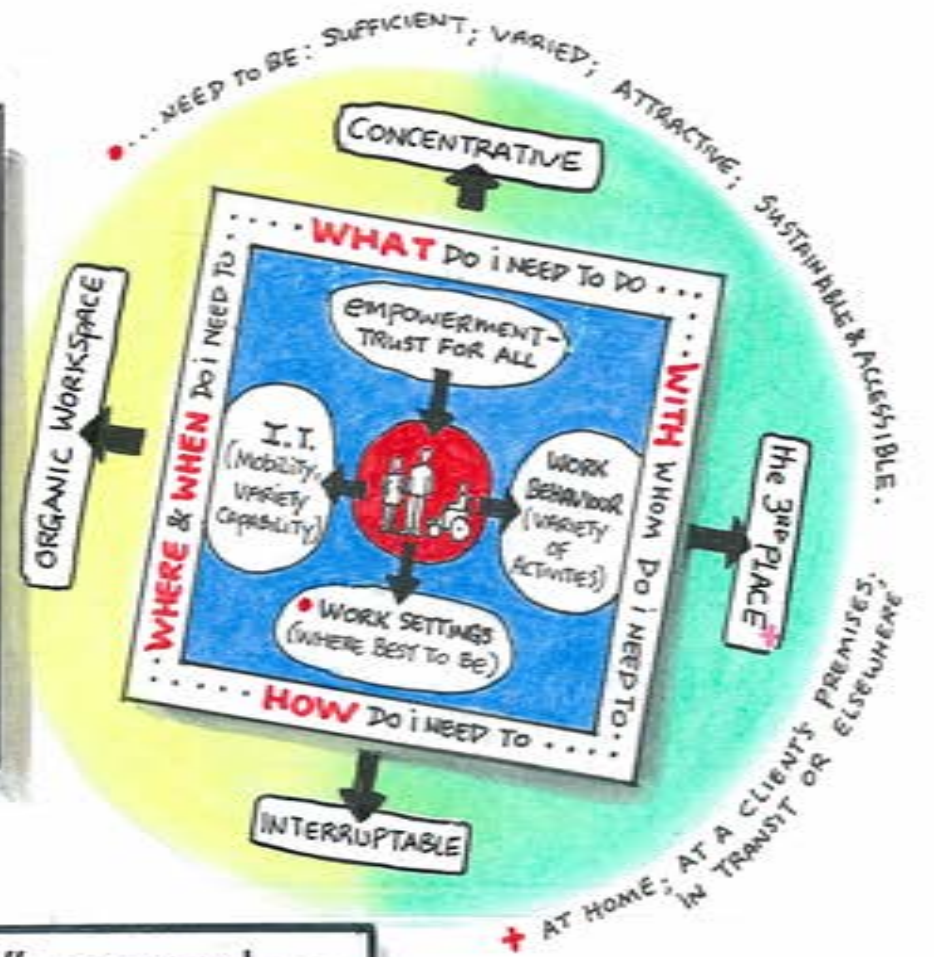 • ... NEED TO BE: SUFFICIENT; VARIED; ATTRACTIVE; SUSTAINABLE & ACCESSIBLE.
CONCENTRATIVE
WHAT DO i NEED TO DO ...
EMPOWERMENT-
TRUST FOR ALL
ORGANIC WORKSPACE
WHERE & WHEN DO i NEED TO
I.T.
(MOBILITY,
VARIETY
CAPABILITY)
WORK
BEHAVIOR
(VARIETY
OF
ACTIVITIES)
WITH WHOM DO i NEED TO
the 3RD PLACE+
• WORK SETTINGS
(WHERE BEST TO BE)
HOW DO i NEED TO ....
INTERRUPTABLE
+ AT HOME; AT A CLIENT'S PREMISES;
IN TRANSIT OR ELSEWHERE